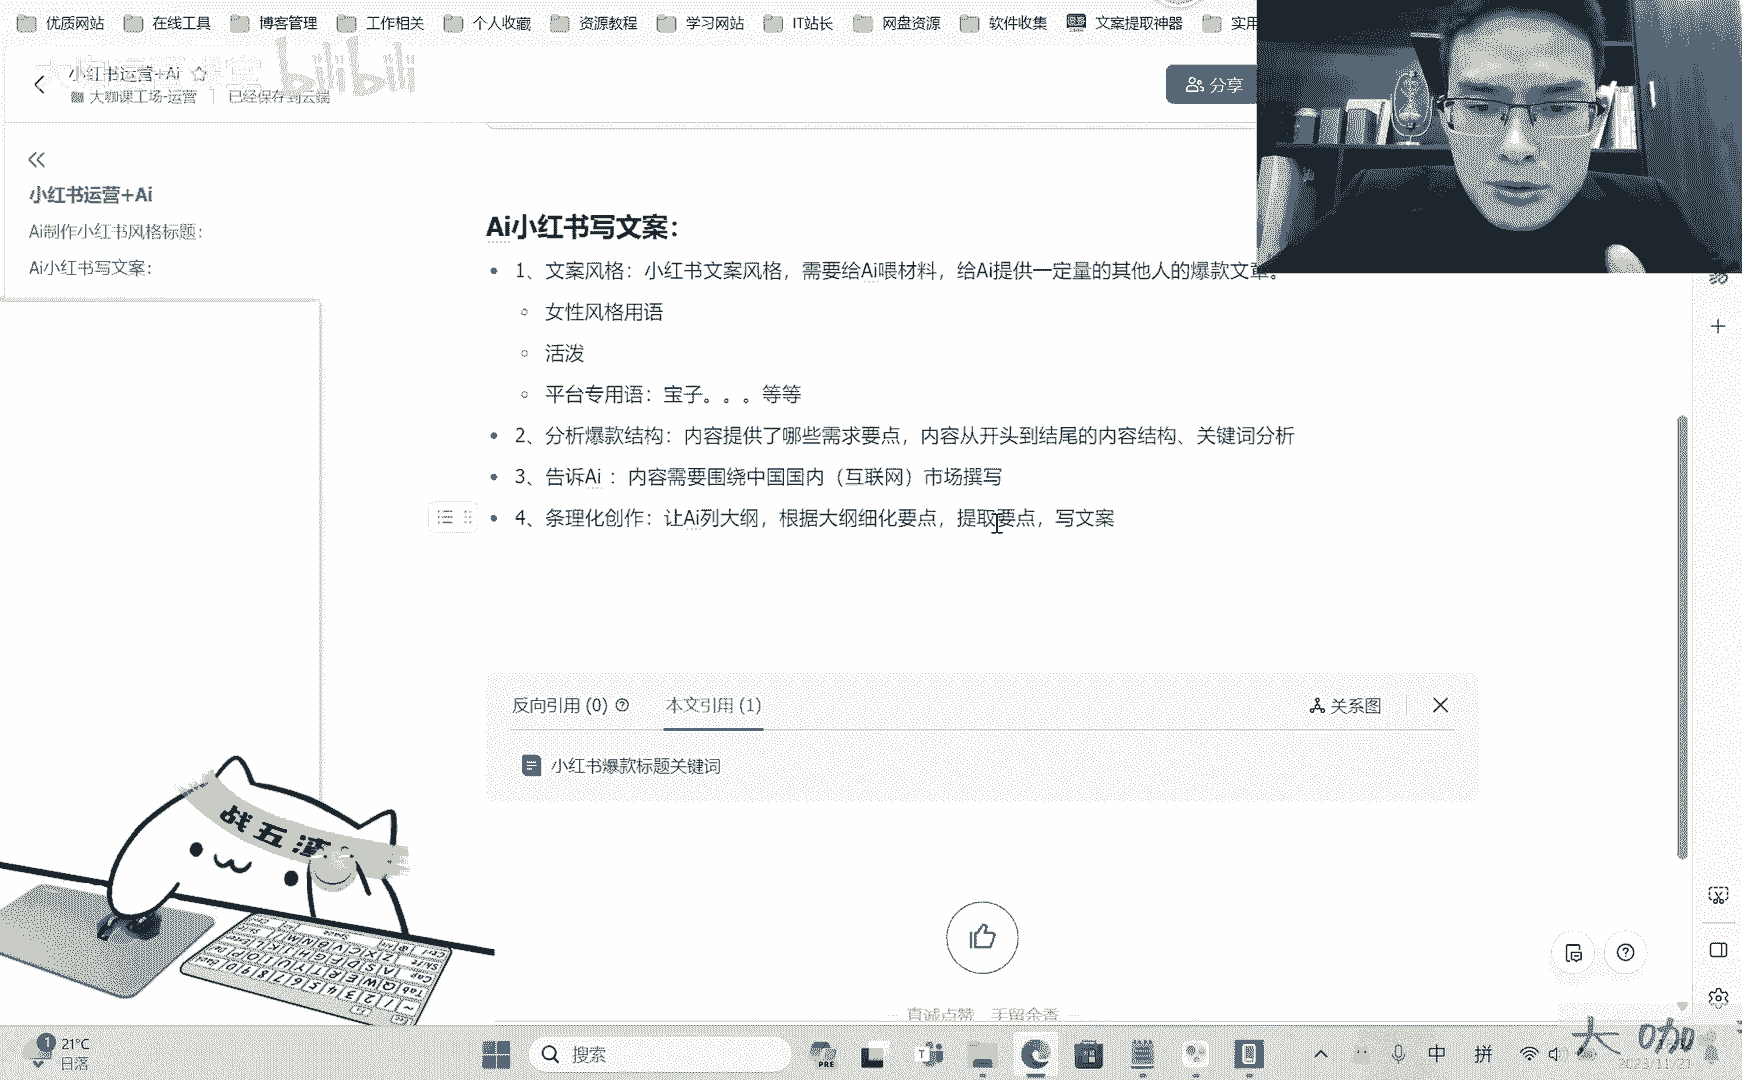 优质网站 在线工具 博客管理 工作相关 个人收藏 资源教程 学习网站 IT站长 网盘资源 软件收集 文案提取神器 实用
小红书运营+Ai
bilibili
大咖课工场-运营 已经保存到云端
分享
小红书运营+Ai
Ai制作小红书风格标题：
Ai小红书写文案：
Ai小红书写文案：
1、文案风格：小红书文案风格，需要给Ai喂材料，给Ai提供一定量的其他人的爆款文章。
女性风格用语
活泼
平台专用语：宝子。。。等等
2、分析爆款结构：内容提供了哪些需求要点，内容从开头到结尾的内容结构、关键词分析
3、告诉Ai ：内容需要围绕中国国内（互联网）市场撰写
4、条理化创作：让Ai列大纲，根据大纲细化要点，提取要点，写文案
反向引用 (0) 本文引用 (1) 关系图
小红书爆款标题关键词
战五渣
真诚点赞，手留余香
1 21°C
日落
搜索
PRE
中 拼
大咖
2023/11/21